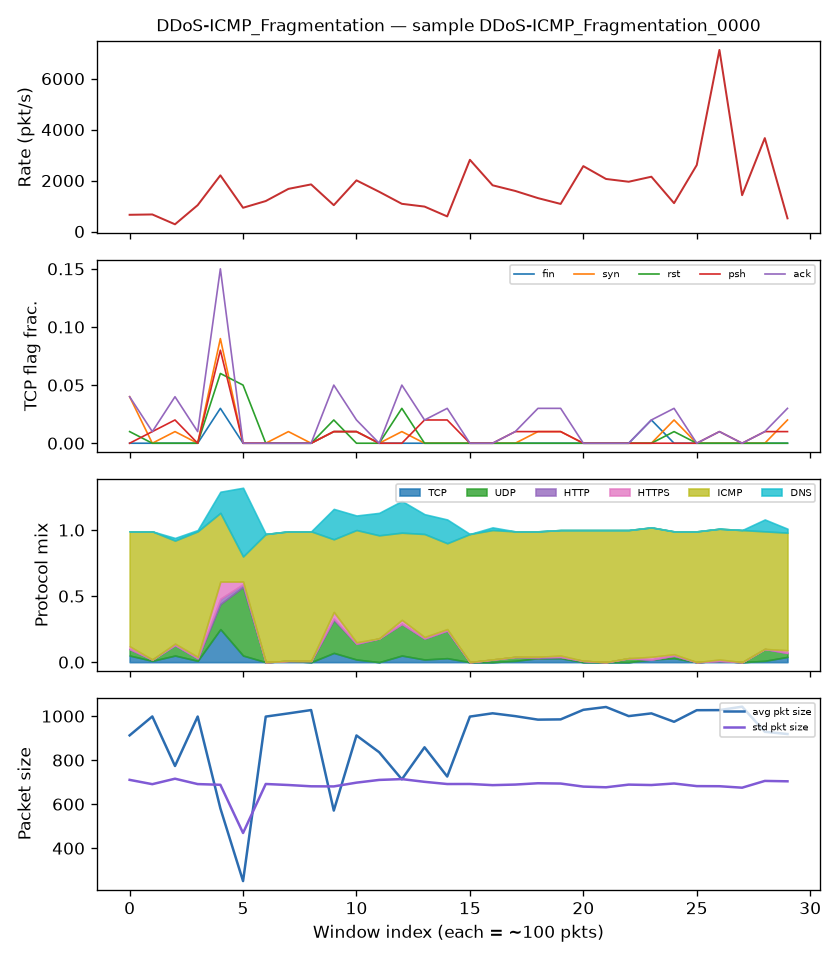 DDoS-ICMP_Fragmentation — sample DDoS-ICMP_Fragmentation_0000
Rate (pkt/s)
6000
4000
2000
0
TCP flag frac.
0.15
0.10
0.05
0.00
fin syn rst psh ack
Protocol mix
1.0
0.5
0.0
TCP UDP HTTP HTTPS ICMP DNS
Packet size
1000
800
600
400
avg pkt size
std pkt size
0 5 10 15 20 25 30
Window index (each = ~100 pkts)